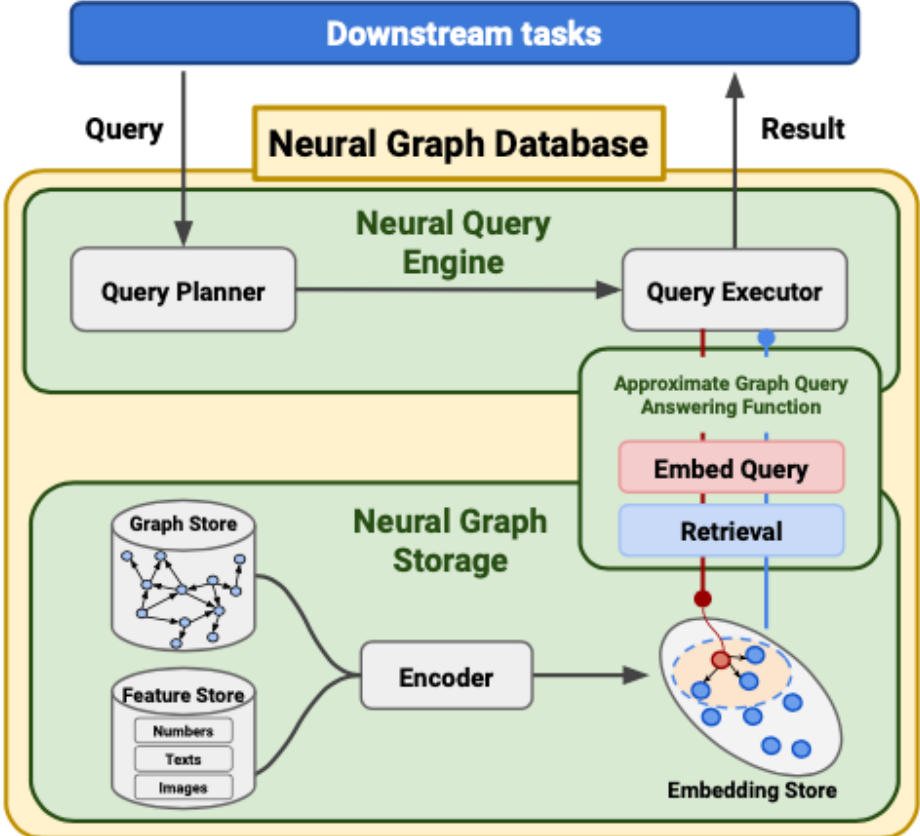 Downstream tasks
Query
Result
Neural Graph Database
Neural Query
Engine
Query Planner
Query Executor
Approximate Graph Query
Answering Function
Embed Query
Retrieval
Neural Graph
Storage
Graph Store
Encoder
Feature Store
Numbers
Texts
Images
Embedding Store